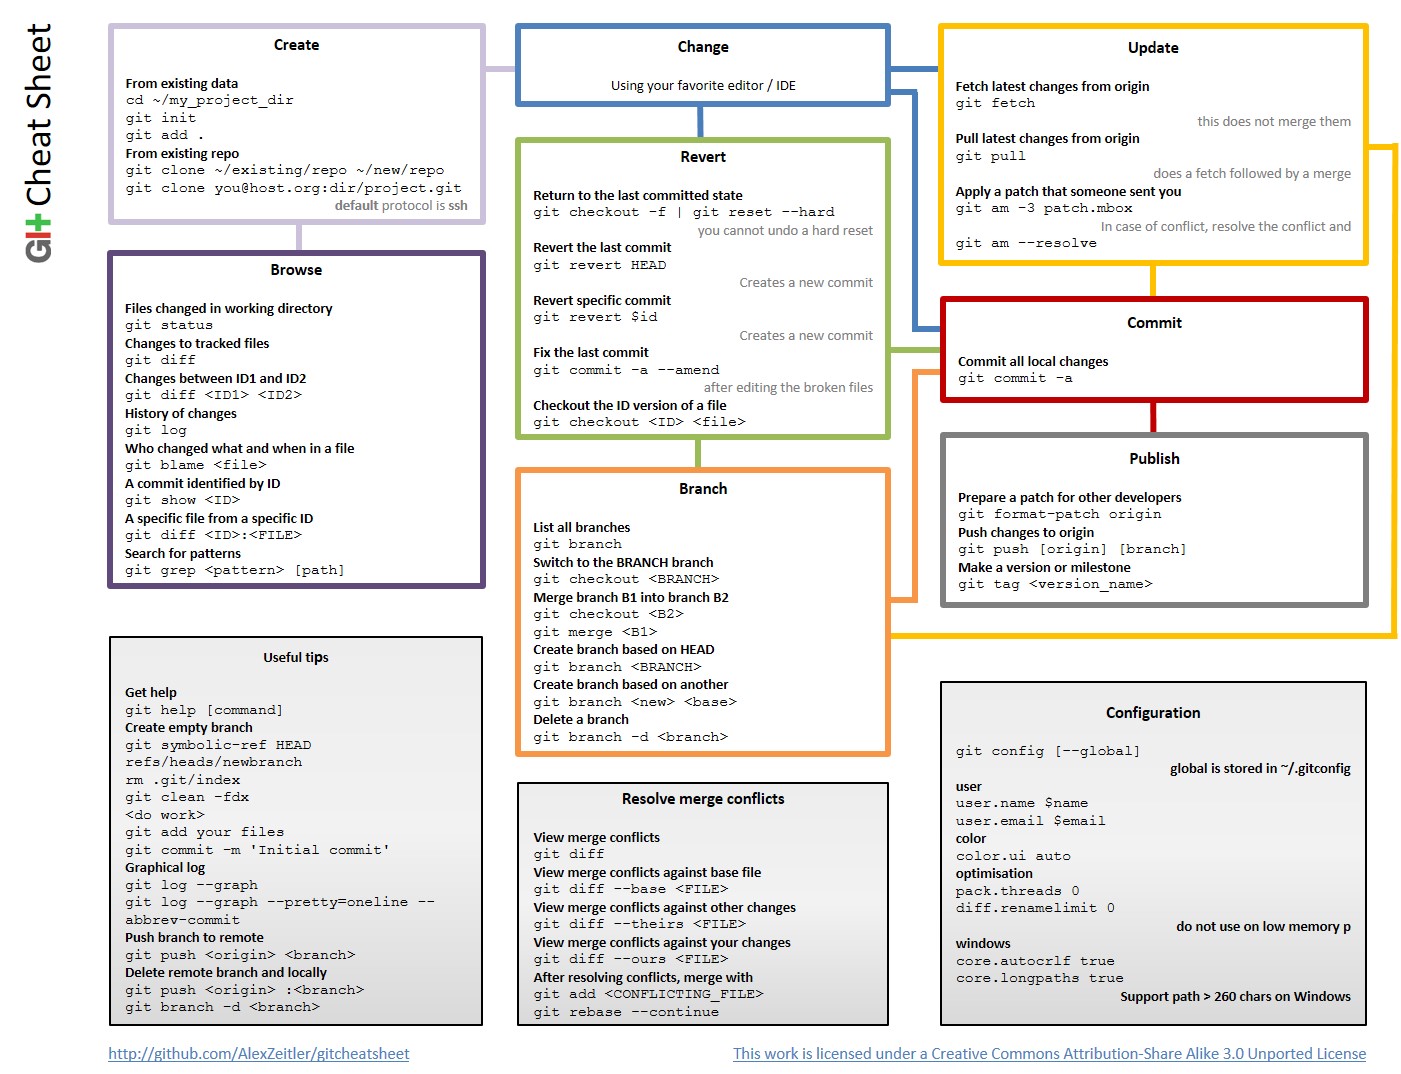 Git Cheat Sheet
Create
From existing data
cd ~/my_project_dir
git init
git add .
From existing repo
git clone ~/existing/repo ~/new/repo
git clone you@host.org:dir/project.git
default protocol is ssh
Browse
Files changed in working directory
git status
Changes to tracked files
git diff
Changes between ID1 and ID2
git diff <ID1> <ID2>
History of changes
git log
Who changed what and when in a file
git blame <file>
A commit identified by ID
git show <ID>
A specific file from a specific ID
git diff <ID>:<FILE>
Search for patterns
git grep <pattern> [path]
Useful tips
Get help
git help [command]
Create empty branch
git symbolic-ref HEAD
refs/heads/newbranch
rm .git/index
git clean -fdx
<do work>
git add your files
git commit -m 'Initial commit'
Graphical log
git log --graph
git log --graph --pretty=oneline --
abbrev-commit
Push branch to remote
git push <origin> <branch>
Delete remote branch and locally
git push <origin> :<branch>
git branch -d <branch>
Change
Using your favorite editor / IDE
Revert
Return to the last committed state
git checkout -f | git reset --hard
you cannot undo a hard reset
Revert the last commit
git revert HEAD
Creates a new commit
Revert specific commit
git revert $id
Creates a new commit
Fix the last commit
git commit -a --amend
after editing the broken files
Checkout the ID version of a file
git checkout <ID> <file>
Branch
List all branches
git branch
Switch to the BRANCH branch
git checkout <BRANCH>
Merge branch B1 into branch B2
git checkout <B2>
git merge <B1>
Create branch based on HEAD
git branch <BRANCH>
Create branch based on another
git branch <new> <base>
Delete a branch
git branch -d <branch>
Resolve merge conflicts
View merge conflicts
git diff
View merge conflicts against base file
git diff --base <FILE>
View merge conflicts against other changes
git diff --theirs <FILE>
View merge conflicts against your changes
git diff --ours <FILE>
After resolving conflicts, merge with
git add <CONFLICTING_FILE>
git rebase --continue
Update
Fetch latest changes from origin
git fetch
this does not merge them
Pull latest changes from origin
git pull
does a fetch followed by a merge
Apply a patch that someone sent you
git am -3 patch.mbox
In case of conflict, resolve the conflict and
git am --resolve
Commit
Commit all local changes
git commit -a
Publish
Prepare a patch for other developers
git format-patch origin
Push changes to origin
git push [origin] [branch]
Make a version or milestone
git tag <version_name>
Configuration
git config [--global]
global is stored in ~/.gitconfig
user
user.name $name
user.email $email
color
color.ui auto
optimisation
pack.threads 0
diff.renamelimit 0
do not use on low memory p
windows
core.autocrlf true
core.longpaths true
Support path > 260 chars on Windows
http://github.com/AlexZeitler/gitcheatsheet
This work is licensed under a Creative Commons Attribution-Share Alike 3.0 Unported License